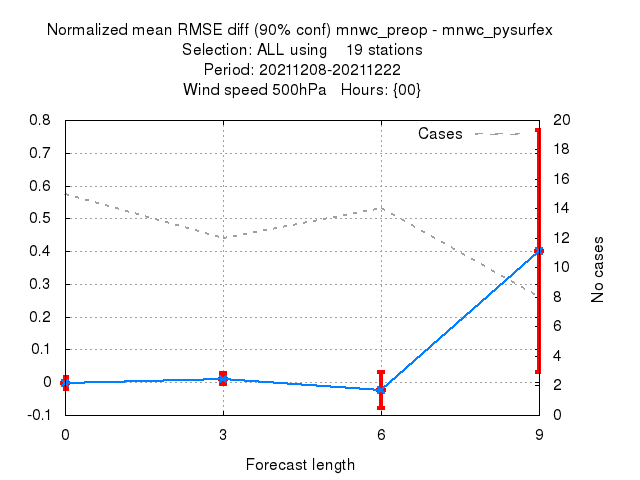 Normalized mean RMSE diff (90% conf) mnwc_preop - mnwc_pysurfex
Selection: ALL using    19 stations
Period: 20211208-20211222
Wind speed 500hPa   Hours: {00}
Cases
0.8
0.7
0.6
0.5
0.4
0.3
0.2
0.1
0
-0.1
20
18
16
14
12
10
8
6
4
2
0
No cases
0 3 6 9
Forecast length